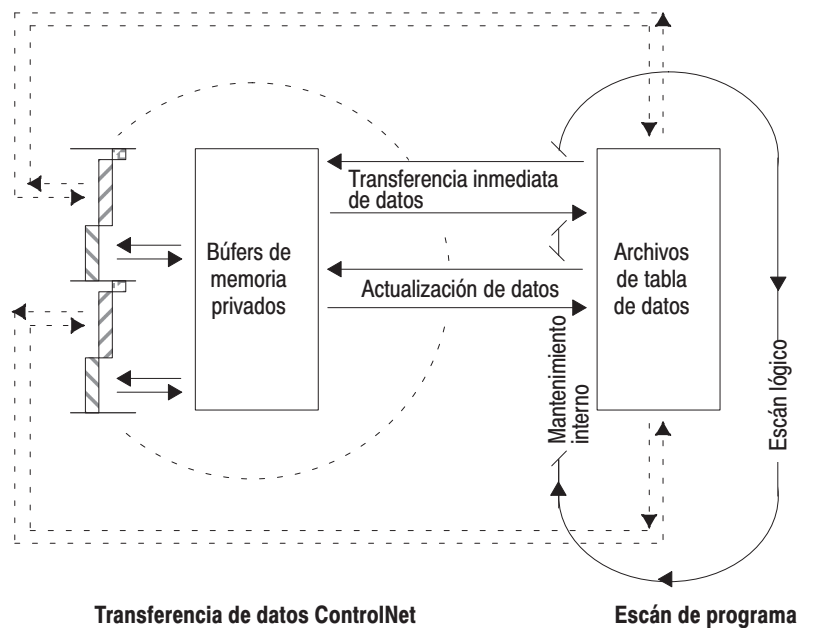 Transferencia inmediata
de datos
Búfers de
memoria
privados
Archivos
de tabla
de datos
Actualización de datos
Mantenimiento
interno
Escán lógico
Transferencia de datos ControlNet
Escán de programa